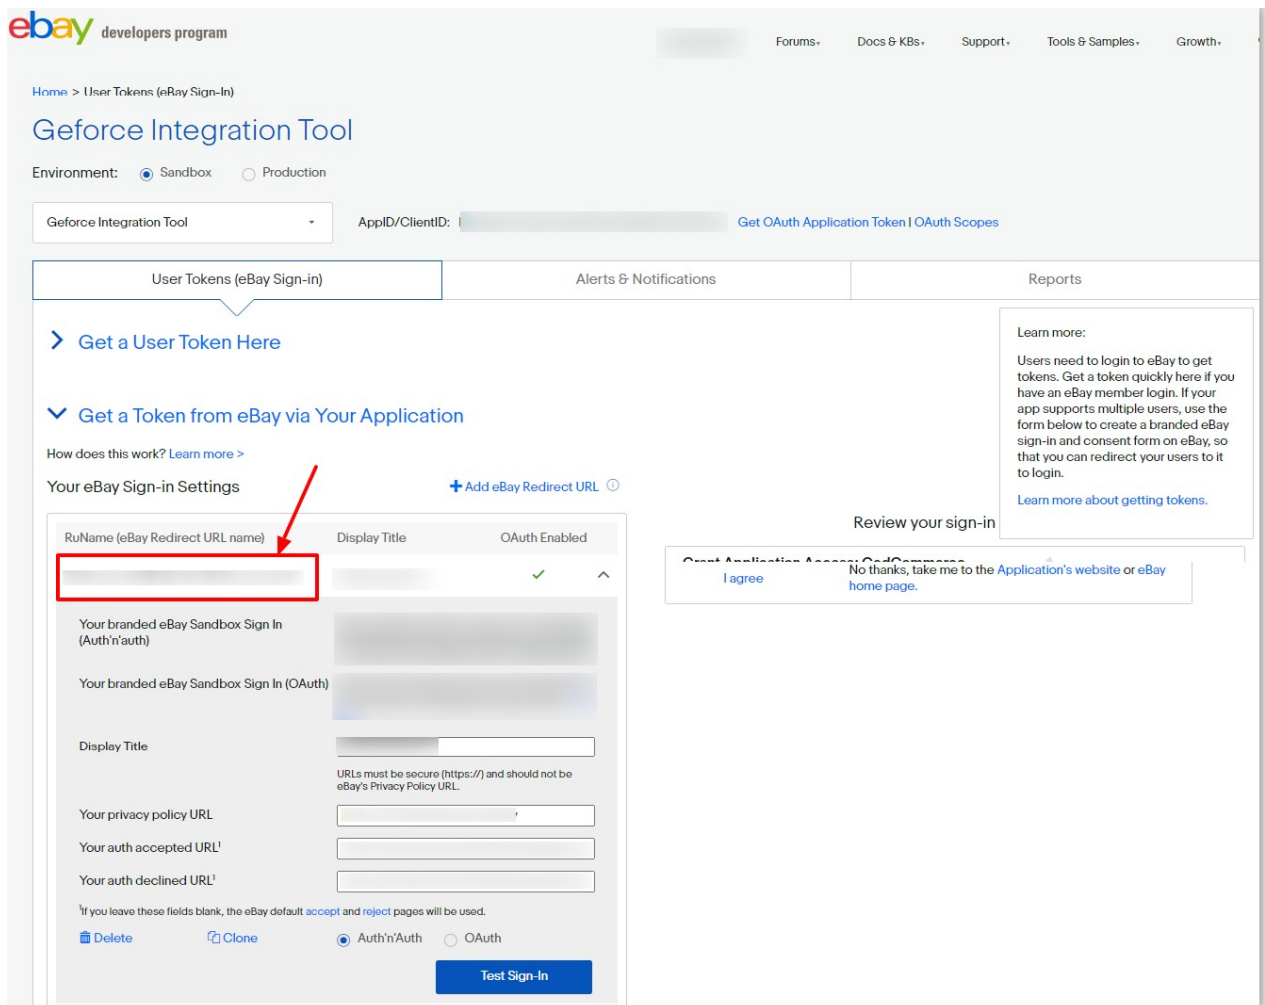 ebay developers program
Forums
Docs & KBs
Support
Tools & Samples
Growth
Home > User Tokens (eBay Sign-In)
Geforce Integration Tool
Environment: Sandbox Production
Geforce Integration Tool
AppID/ClientID:
Get OAuth Application Token | OAuth Scopes
User Tokens (eBay Sign-in)
Alerts & Notifications
Reports
Get a User Token Here
Learn more:
Users need to login to eBay to get
tokens. Get a token quickly here if you
have an eBay member login. If your
app supports multiple users, use the
form below to create a branded eBay
sign-in and consent form on eBay, so
that you can redirect your users to it
to login.
Learn more about getting tokens.
Get a Token from eBay via Your Application
How does this work? Learn more >
Your eBay Sign-in Settings
+ Add eBay Redirect URL
Review your sign-in
RuName (eBay Redirect URL name)
Display Title
OAuth Enabled
Grant Application Access:
I agree
No thanks, take me to the Application's website or eBay
home page.
Your branded eBay Sandbox Sign In
(Auth'n'auth)
Your branded eBay Sandbox Sign In (OAuth)
Display Title
URLs must be secure (https://) and should not be
eBay's Privacy Policy URL.
Your privacy policy URL
Your auth accepted URL¹
Your auth declined URL¹
¹If you leave these fields blank, the eBay default accept and reject pages will be used.
Delete
Clone
Auth'n'Auth
OAuth
Test Sign-In